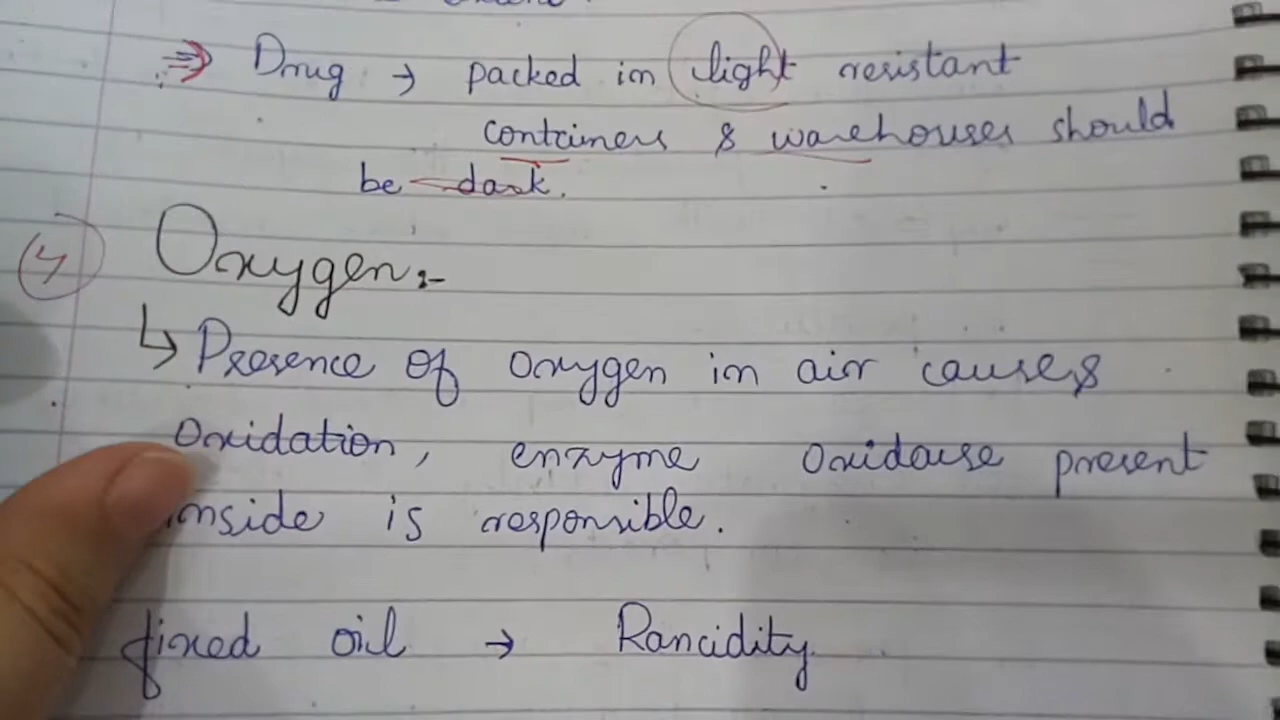 ⇒ Drug → packed in light resistant
containers & warehouses should
be dark.
4 Oxygen:-
↳ Presence of oxygen in air causes
oxidation, enzyme oxidase present
inside is responsible.
fixed oil → Rancidity